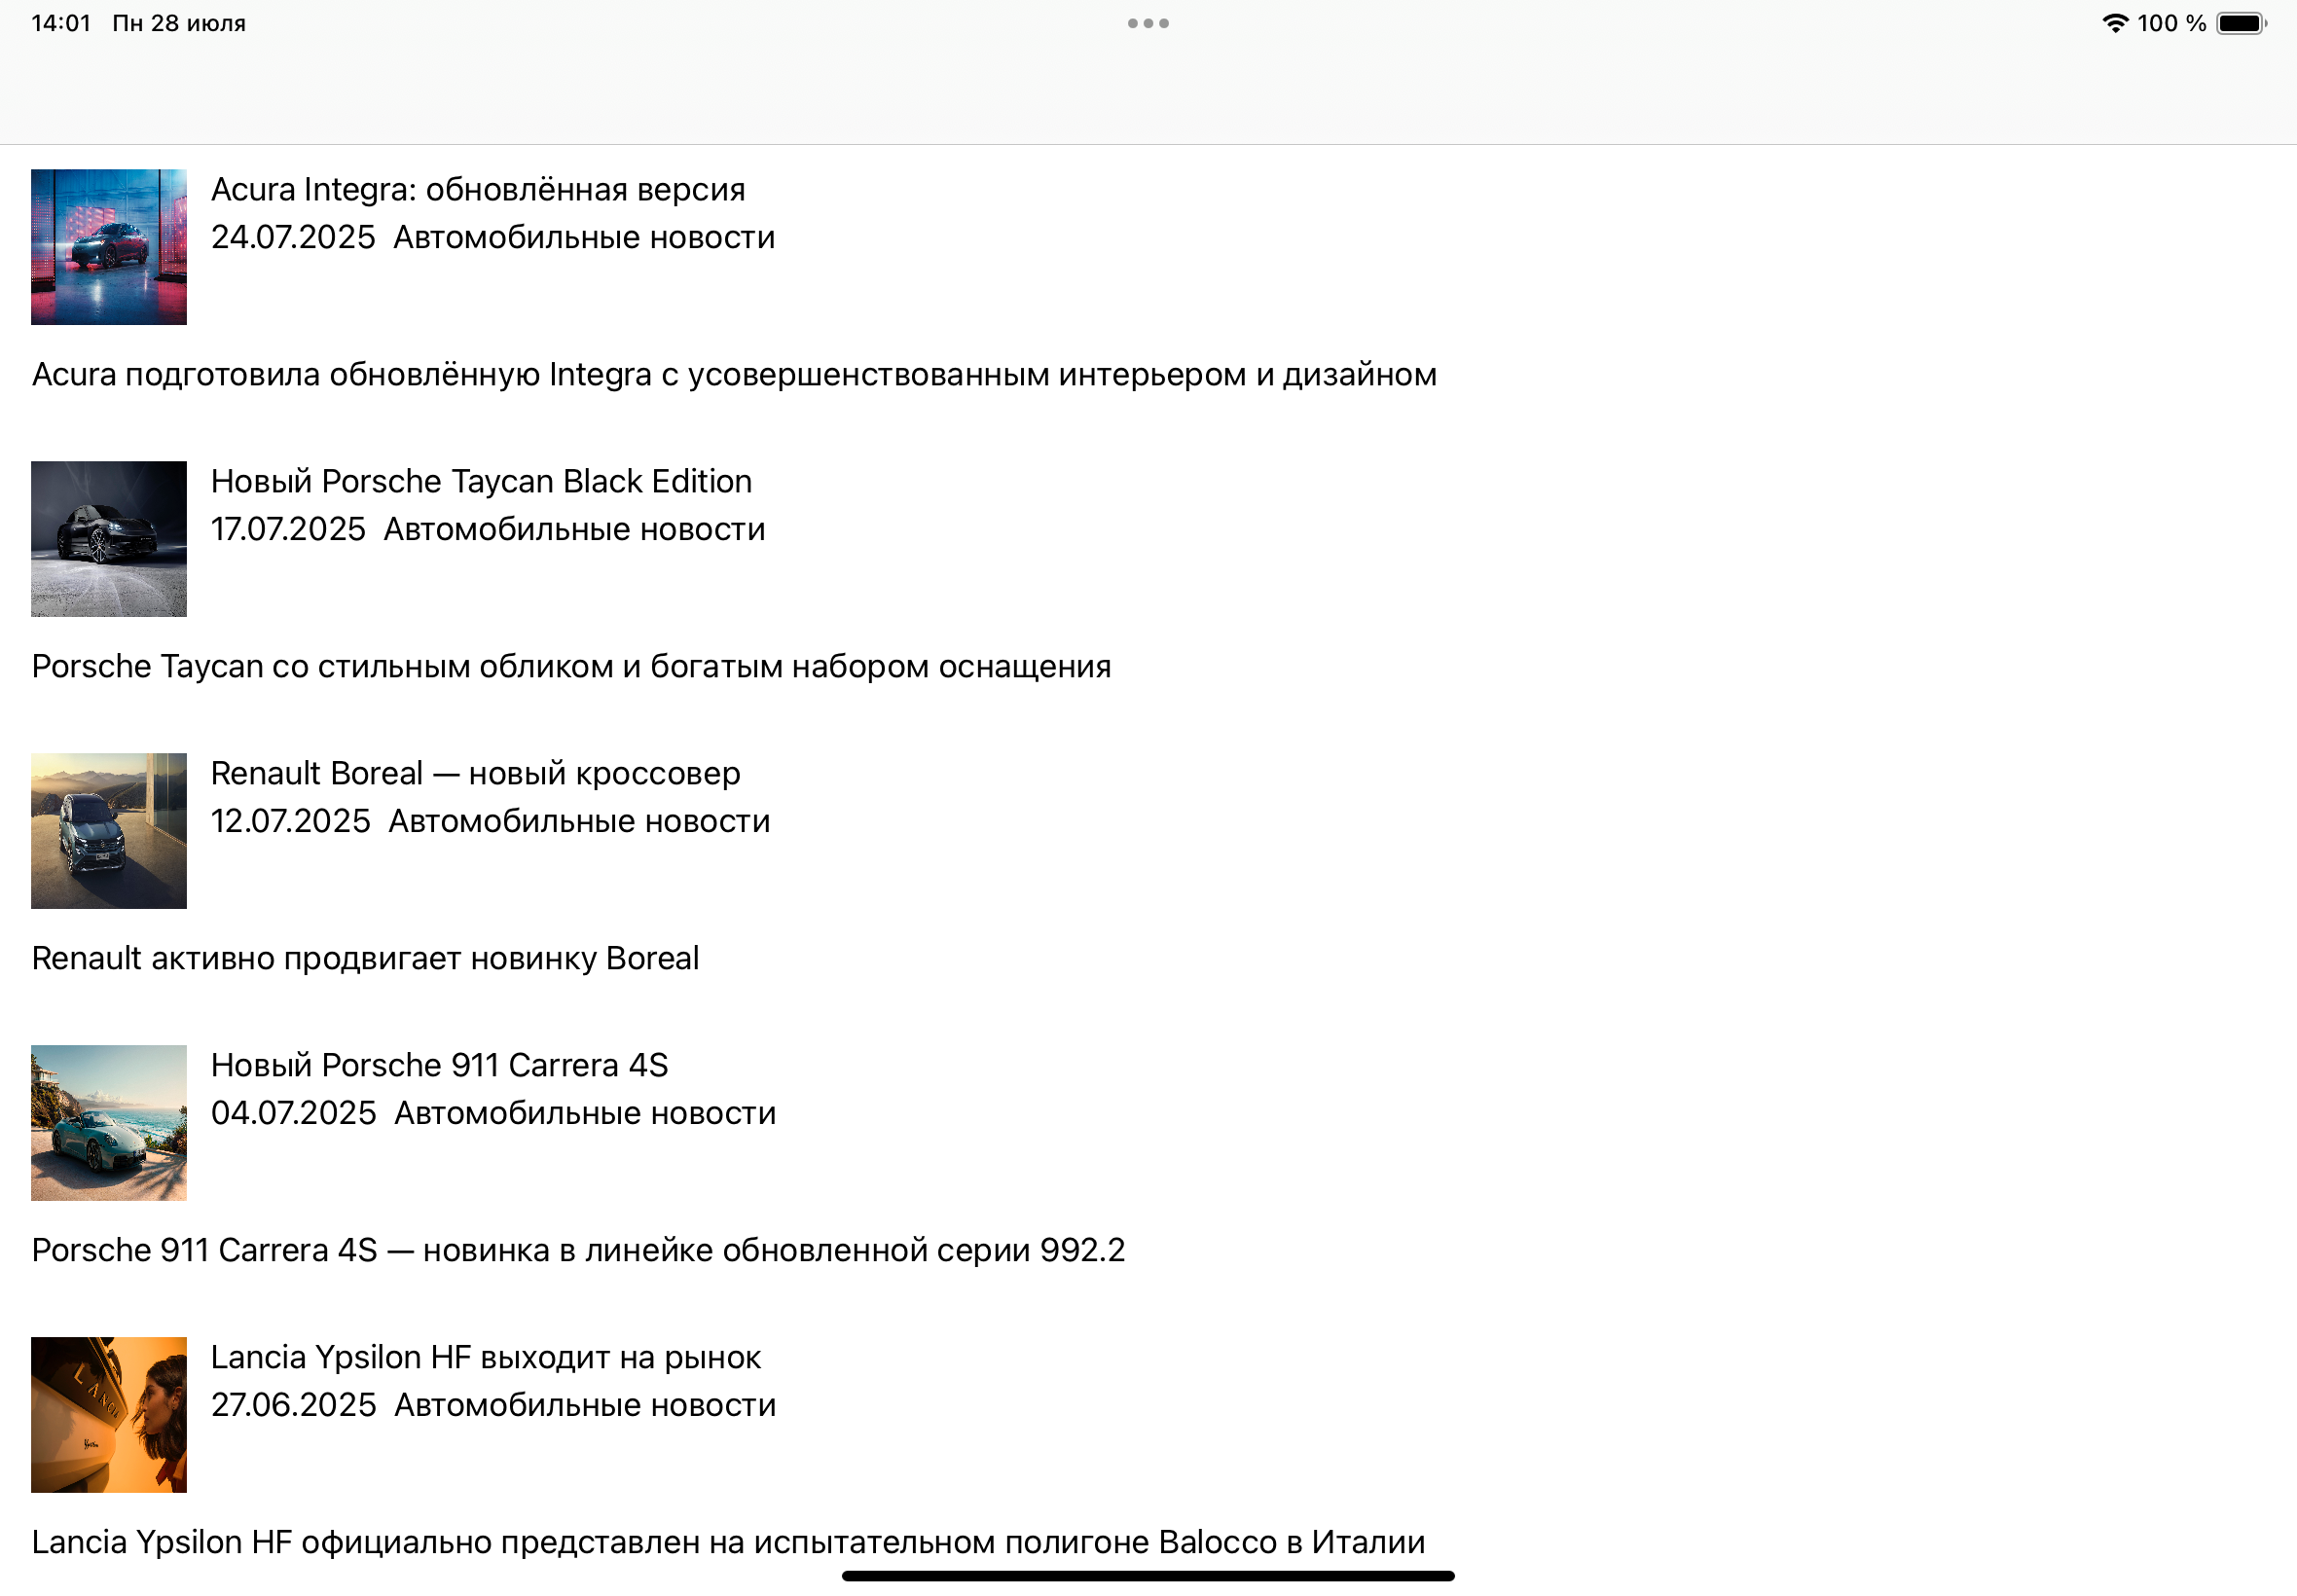 14:01 Пн 28 июля
100 %
Acura Integra: обновлённая версия
24.07.2025 Автомобильные новости
Acura подготовила обновлённую Integra с усовершенствованным интерьером и дизайном
Новый Porsche Taycan Black Edition
17.07.2025 Автомобильные новости
Porsche Taycan со стильным обликом и богатым набором оснащения
Renault Boreal — новый кроссовер
12.07.2025 Автомобильные новости
Renault активно продвигает новинку Boreal
Новый Porsche 911 Carrera 4S
04.07.2025 Автомобильные новости
Porsche 911 Carrera 4S — новинка в линейке обновленной серии 992.2
Lancia Ypsilon HF выходит на рынок
27.06.2025 Автомобильные новости
LANCIA
Ypsilon
Lancia Ypsilon HF официально представлен на испытательном полигоне Balocco в Италии